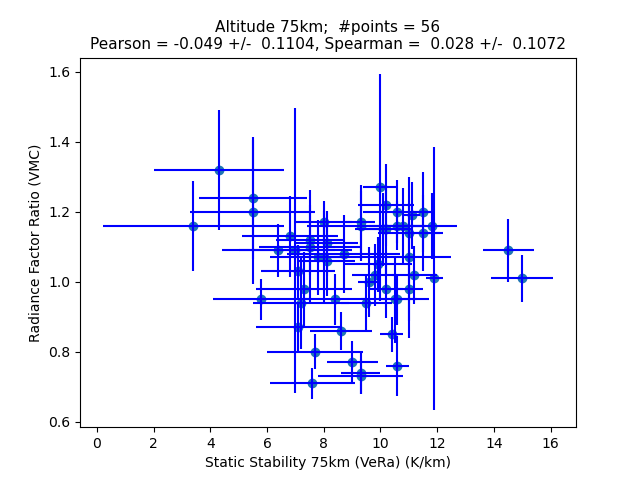 Altitude 75km;  #points = 56
Pearson = -0.049 +/-  0.1104, Spearman =  0.028 +/-  0.1072
1.6
1.4
1.2
1.0
0.8
0.6
Radiance Factor Ratio (VMC)
0 2 4 6 8 10 12 14 16
Static Stability 75km (VeRa) (K/km)